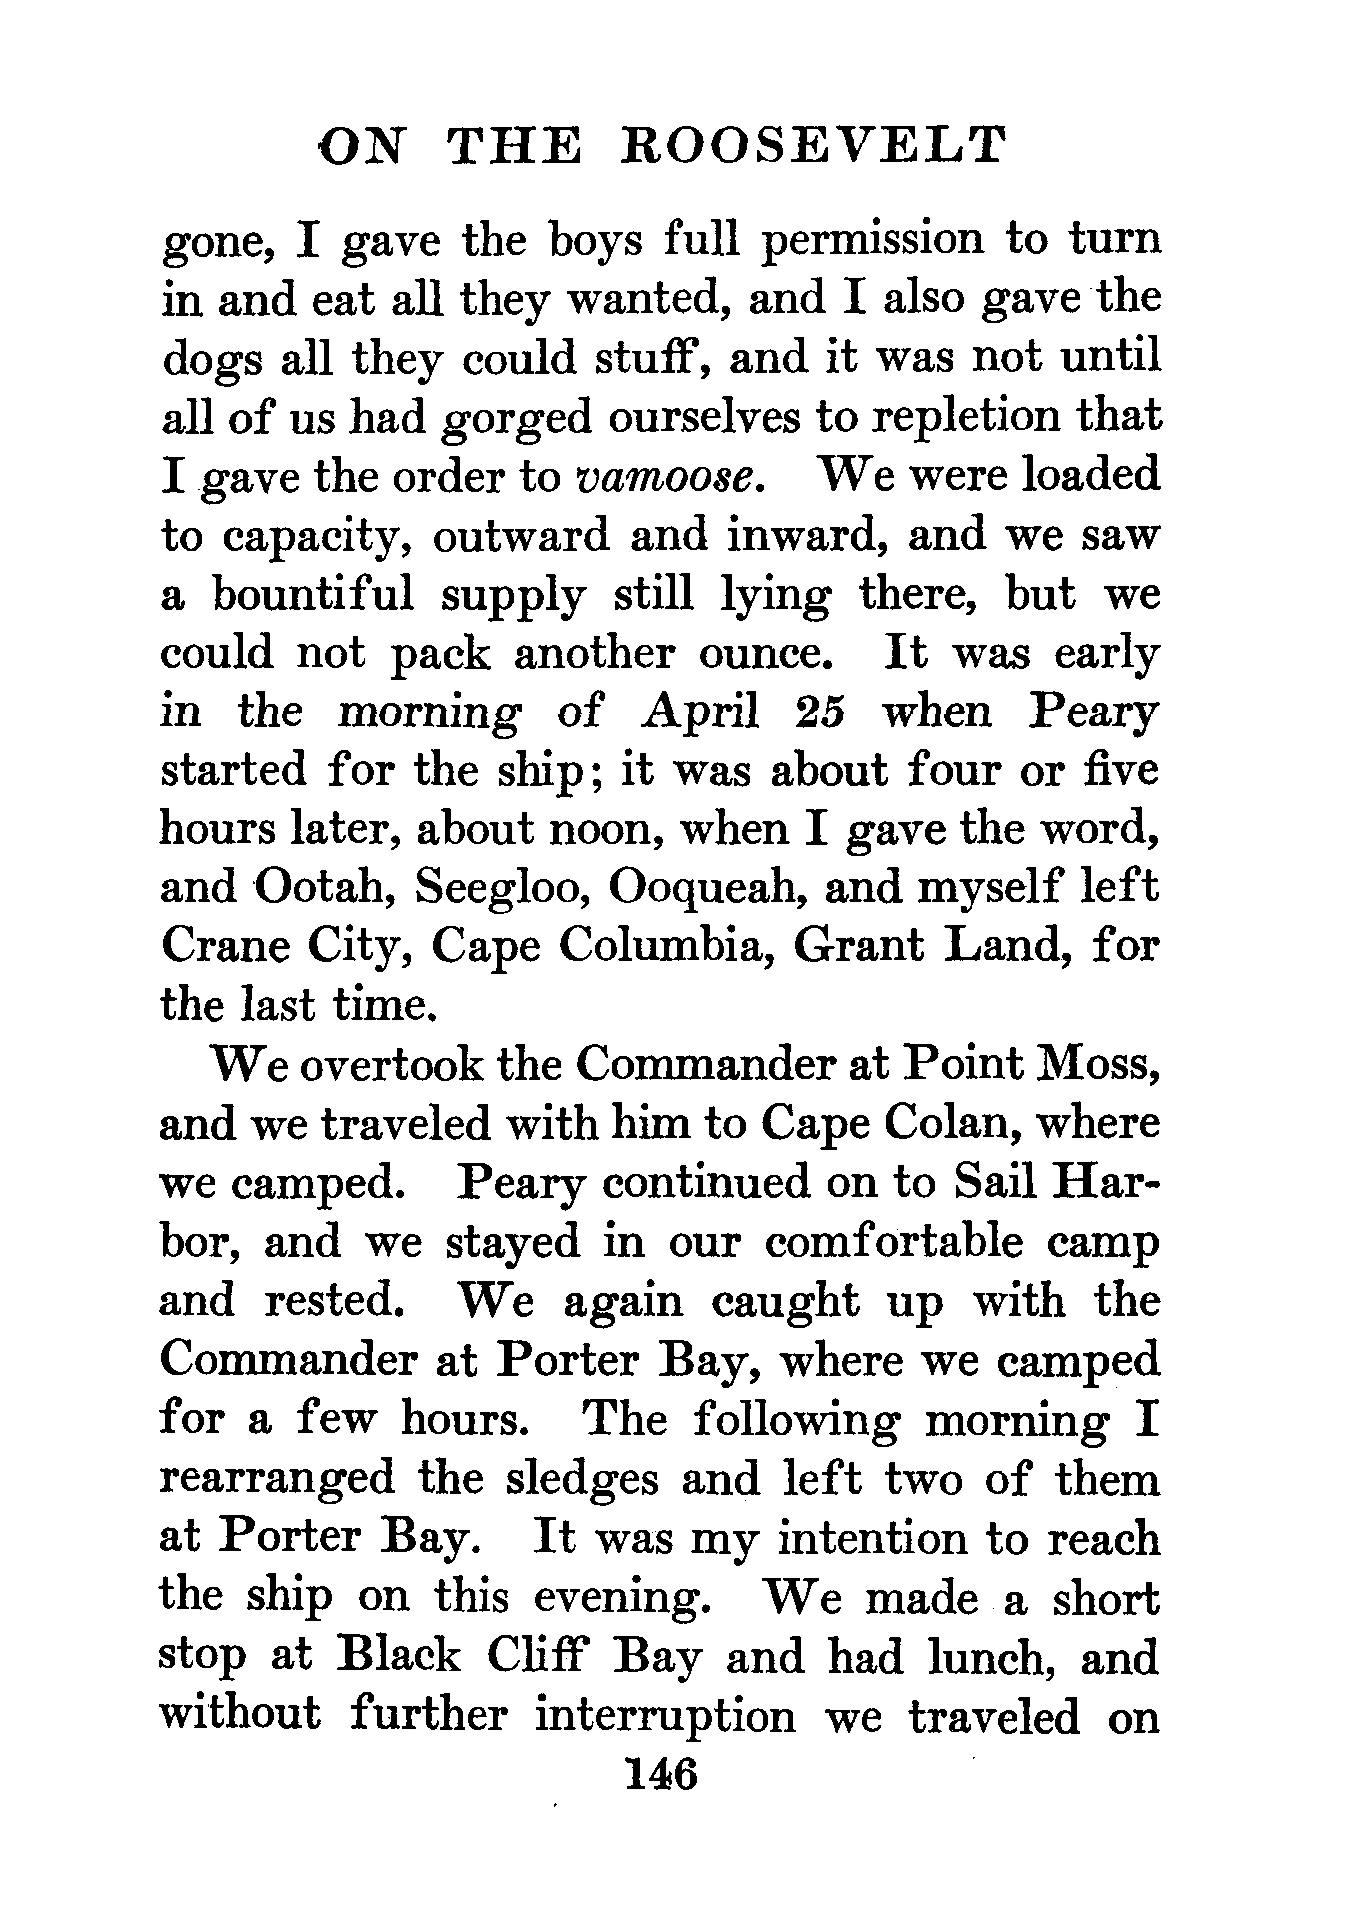 ON THE ROOSEVELT
gone, I gave the boys full permission to turn
in and eat all they wanted, and I also gave the
dogs all they could stuff, and it was not until
all of us had gorged ourselves to repletion that
I gave the order to vamoose. We were loaded
to capacity, outward and inward, and we saw
a bountiful supply still lying there, but we
could not pack another ounce. It was early
in the morning of April 25 when Peary
started for the ship; it was about four or five
hours later, about noon, when I gave the word,
and Ootah, Seegloo, Ooqueah, and myself left
Crane City, Cape Columbia, Grant Land, for
the last time.
We overtook the Commander at Point Moss,
and we traveled with him to Cape Colan, where
we camped. Peary continued on to Sail Har-
bor, and we stayed in our comfortable camp
and rested. We again caught up with the
Commander at Porter Bay, where we camped
for a few hours. The following morning I
rearranged the sledges and left two of them
at Porter Bay. It was my intention to reach
the ship on this evening. We made a short
stop at Black Cliff Bay and had lunch, and
without further interruption we traveled on
146